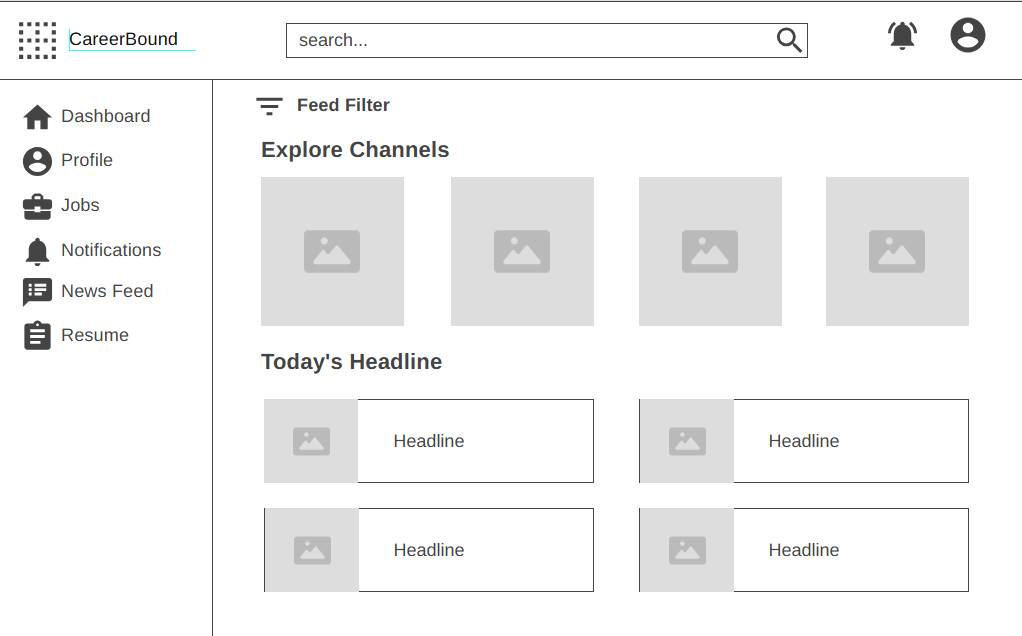 CareerBound
search...
Dashboard
Profile
Jobs
Notifications
News Feed
Resume
Feed Filter
Explore Channels
Today's Headline
Headline
Headline
Headline
Headline